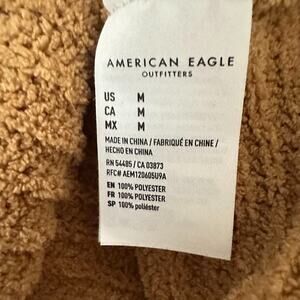 AMERICAN EAGLE
OUTFITTERS
US M
CA M
MX M
MADE IN CHINA / FABRIQUÉ EN CHINE /
HECHO EN CHINA
RN 54485 / CA 03873
RFC# AEM120605U9A
EN 100% POLYESTER
FR 100% POLYESTER
SP 100% poliéster